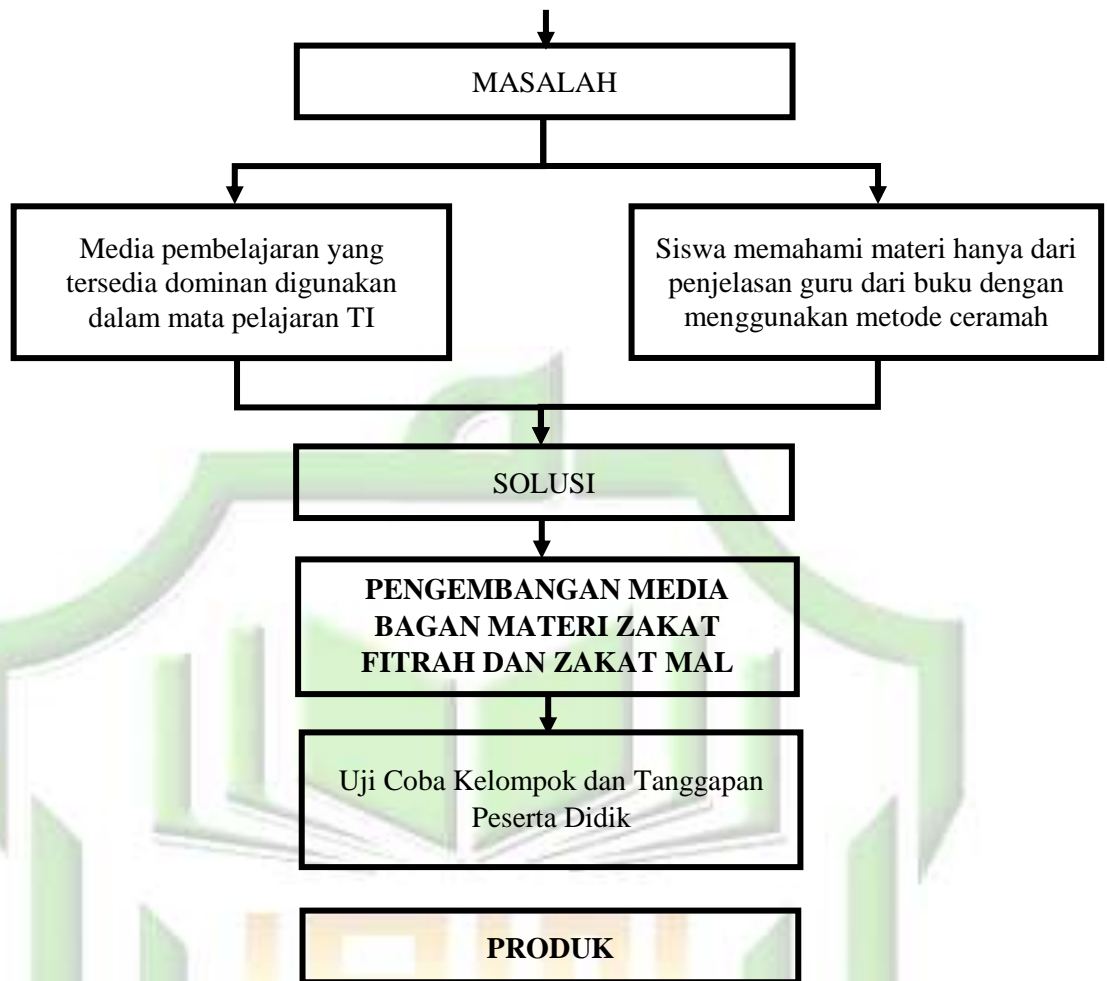 MASALAH
Media pembelajaran yang
tersedia dominan digunakan
dalam mata pelajaran TI
Siswa memahami materi hanya dari
penjelasan guru dari buku dengan
menggunakan metode ceramah
SOLUSI
PENGEMBANGAN MEDIA
BAGAN MATERI ZAKAT
FITRAH DAN ZAKAT MAL
Uji Coba Kelompok dan Tanggapan
Peserta Didik
PRODUK